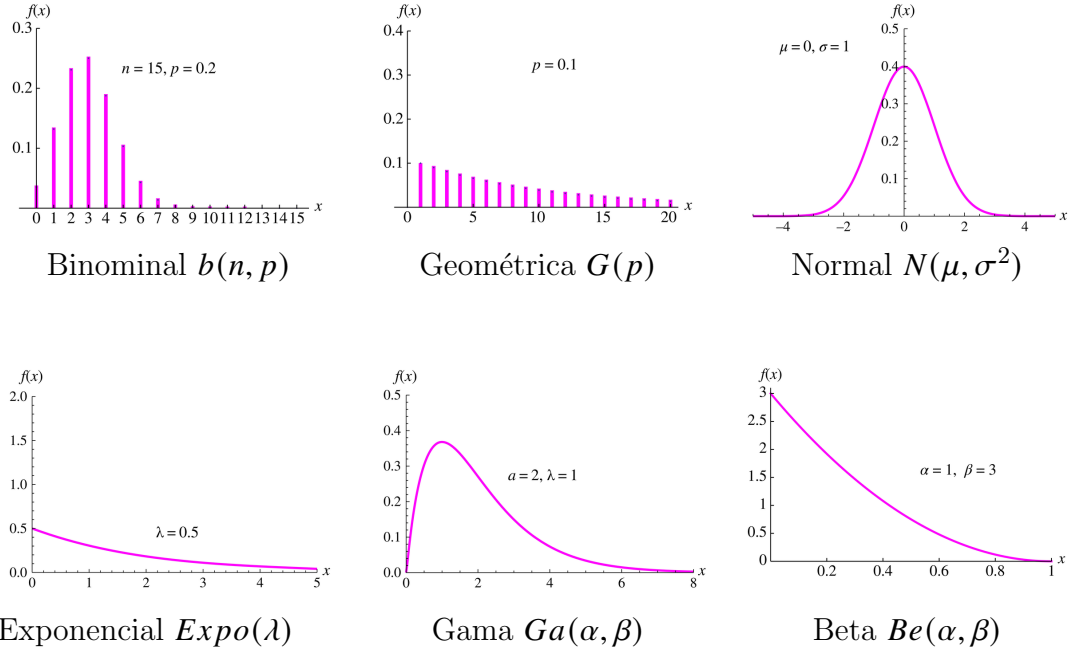 f(x)
0.3
0.2
0.1
n = 15, p = 0.2
0 1 2 3 4 5 6 7 8 9 10 11 12 13 14 15 x
Binominal b(n, p)
f(x)
0.4
0.3
0.2
0.1
p = 0.1
0 5 10 15 20 x
Geométrica G(p)
f(x)
0.5
0.4
0.3
0.2
0.1
μ = 0, σ = 1
−4 −2 0 2 4 x
Normal N(μ, σ²)
f(x)
2.0
1.5
1.0
0.5
0.0
λ = 0.5
0 1 2 3 4 5 x
Exponencial Expo(λ)
f(x)
0.5
0.4
0.3
0.2
0.1
0.0
a = 2, λ = 1
0 2 4 6 8 x
Gama Ga(α, β)
f(x)
3
2.5
2
1.5
1
0.5
0
α = 1, β = 3
0.2 0.4 0.6 0.8 1 x
Beta Be(α, β)